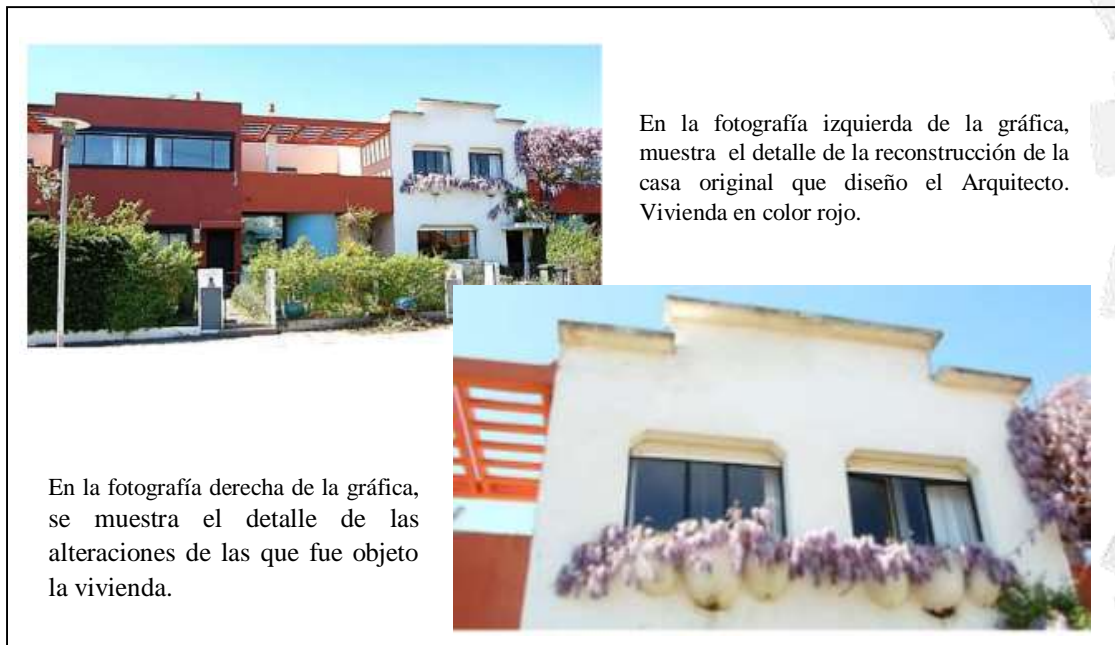 En la fotografía izquierda de la gráfica,
muestra el detalle de la reconstrucción de la
casa original que diseño el Arquitecto.
Vivienda en color rojo.
En la fotografía derecha de la gráfica,
se muestra el detalle de las
alteraciones de las que fue objeto
la vivienda.